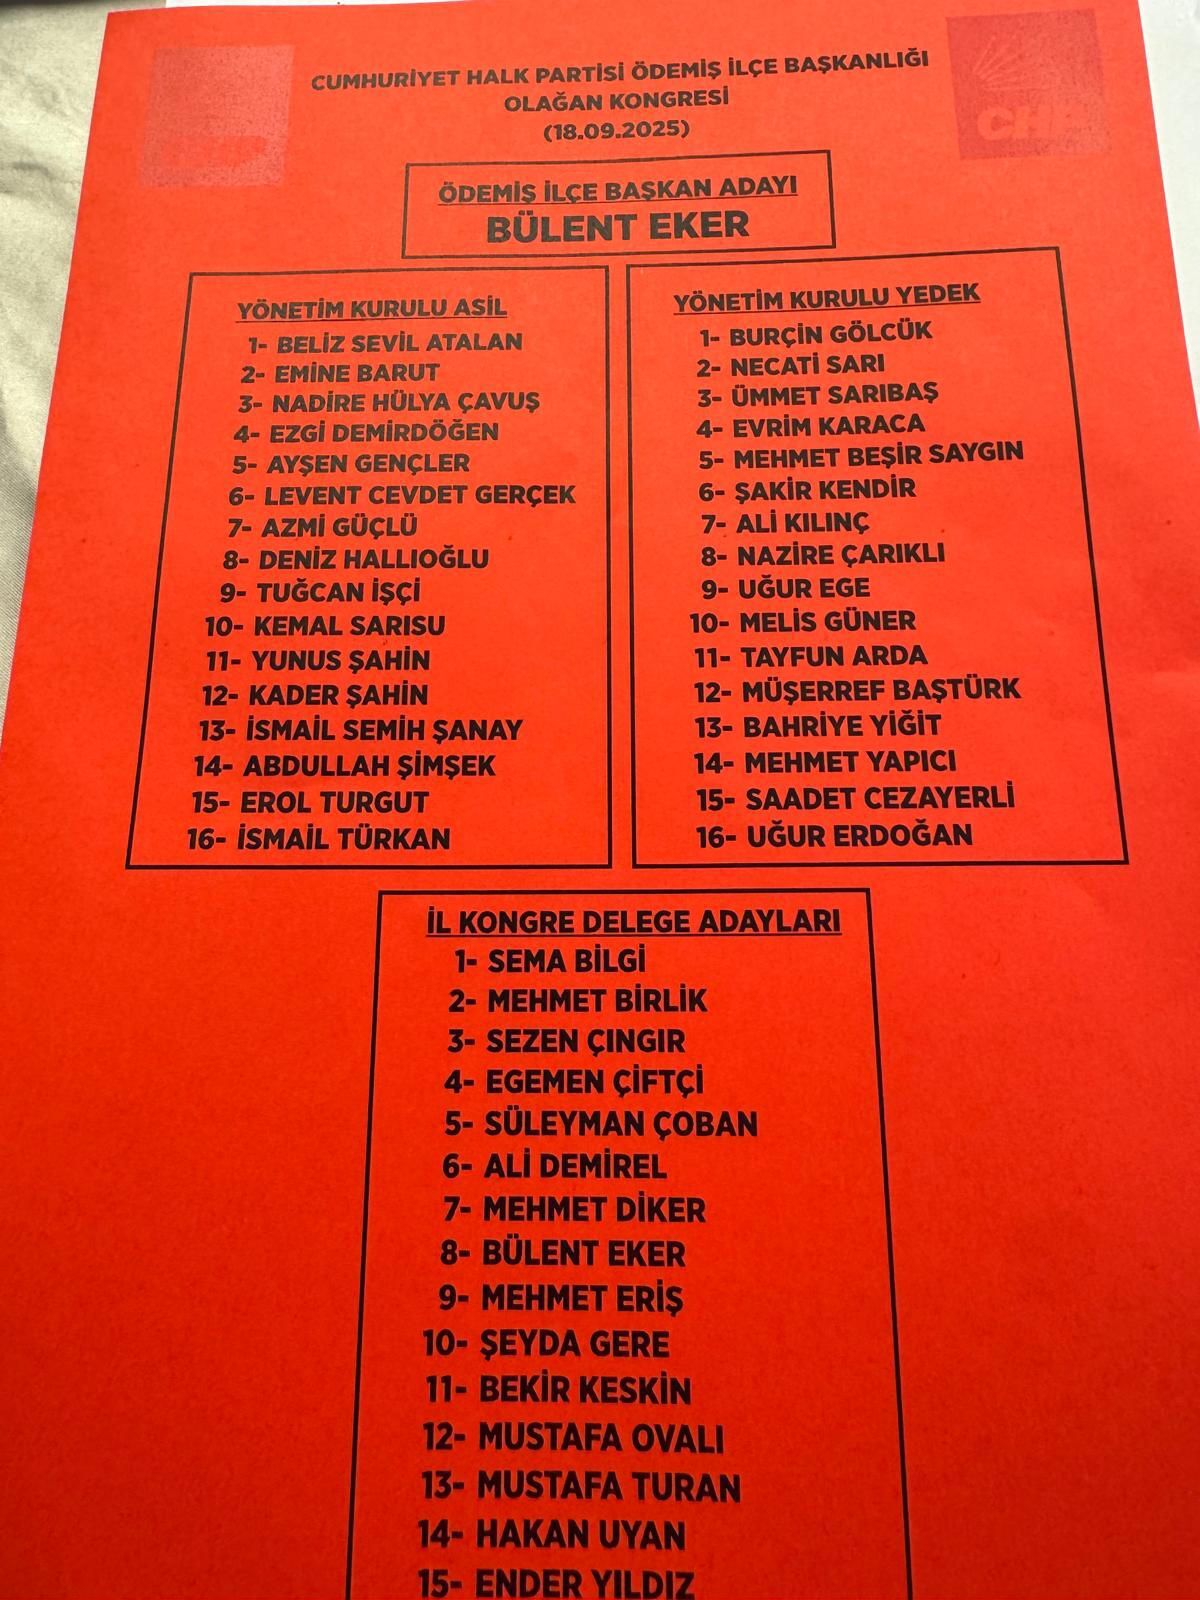 CUMHURİYET HALK PARTİSİ ÖDEMİŞ İLÇE BAŞKANLIĞI
OLAĞAN KONGRESİ
(18.09.2025)
CHP
ÖDEMİŞ İLÇE BAŞKAN ADAYI
BÜLENT EKER
YÖNETİM KURULU ASİL
1- BELİZ SEVİL ATALAN
2- EMİNE BARUT
3- NADİRE HÜLYA ÇAVUŞ
4- EZGİ DEMİRDÖĞEN
5- AYŞEN GENÇLER
6- LEVENT CEVDET GERÇEK
7- AZMİ GÜÇLÜ
8- DENİZ HALLIOĞLU
9- TUĞCAN İŞÇİ
10- KEMAL SARISU
11- YUNUS ŞAHİN
12- KADER ŞAHİN
13- İSMAİL SEMİH ŞANAY
14- ABDULLAH ŞİMŞEK
15- EROL TURGUT
16- İSMAİL TÜRKAN
YÖNETİM KURULU YEDEK
1- BURÇİN GÖLCÜK
2- NECATİ SARI
3- ÜMMET SARIBAŞ
4- EVRİM KARACA
5- MEHMET BEŞİR SAYGIN
6- ŞAKİR KENDİR
7- ALİ KILINÇ
8- NAZİRE ÇARIKLI
9- UĞUR EGE
10- MELİS GÜNER
11- TAYFUN ARDA
12- MÜŞERREF BAŞTÜRK
13- BAHRİYE YİĞİT
14- MEHMET YAPICI
15- SAADET CEZAYERLİ
16- UĞUR ERDOĞAN
İL KONGRE DELEGE ADAYLARI
1- SEMA BİLGİ
2- MEHMET BİRLİK
3- SEZEN ÇINGIR
4- EGEMEN ÇİFTÇİ
5- SÜLEYMAN ÇOBAN
6- ALİ DEMİREL
7- MEHMET DİKER
8- BÜLENT EKER
9- MEHMET ERİŞ
10- ŞEYDA GERE
11- BEKİR KESKİN
12- MUSTAFA OVALI
13- MUSTAFA TURAN
14- HAKAN UYAN
15- ENDER YILDIZ